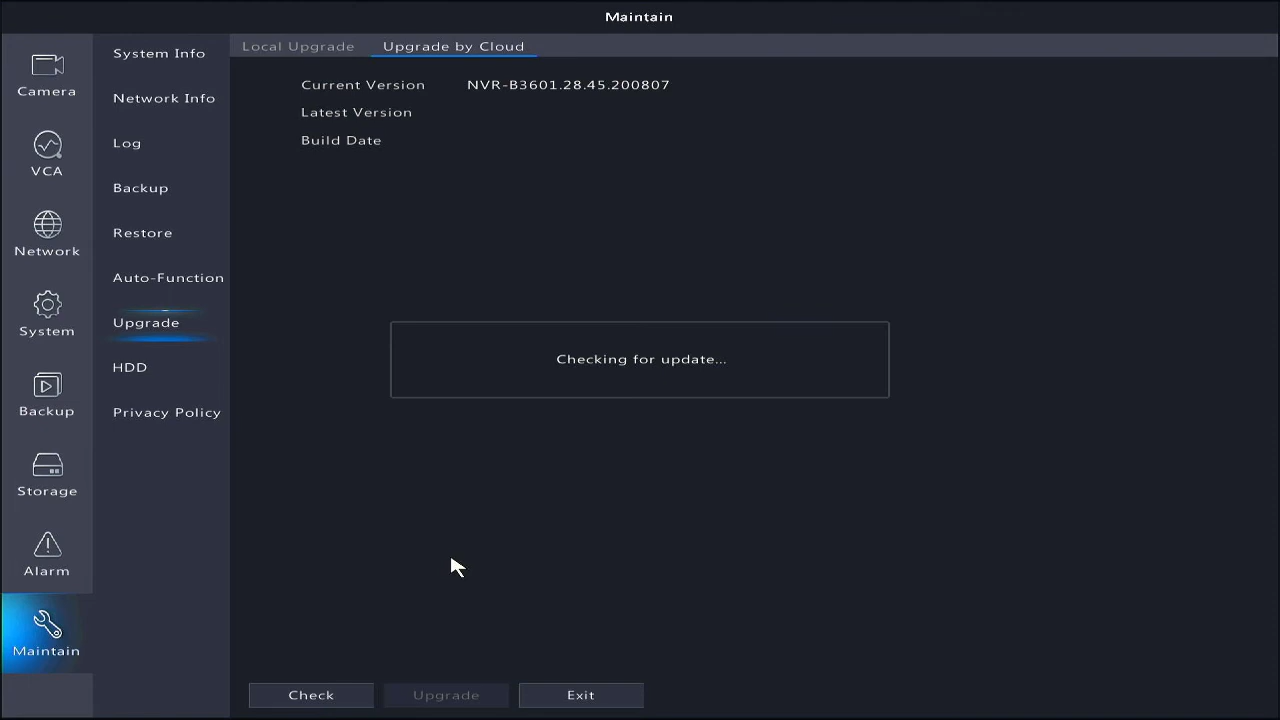 Maintain
Camera
VCA
Network
System
Backup
Storage
Alarm
Maintain
System Info
Network Info
Log
Backup
Restore
Auto-Function
Upgrade
HDD
Privacy Policy
Local Upgrade Upgrade by Cloud
Current Version NVR-B3601.28.45.200807
Latest Version
Build Date
Checking for update...
Check Upgrade Exit